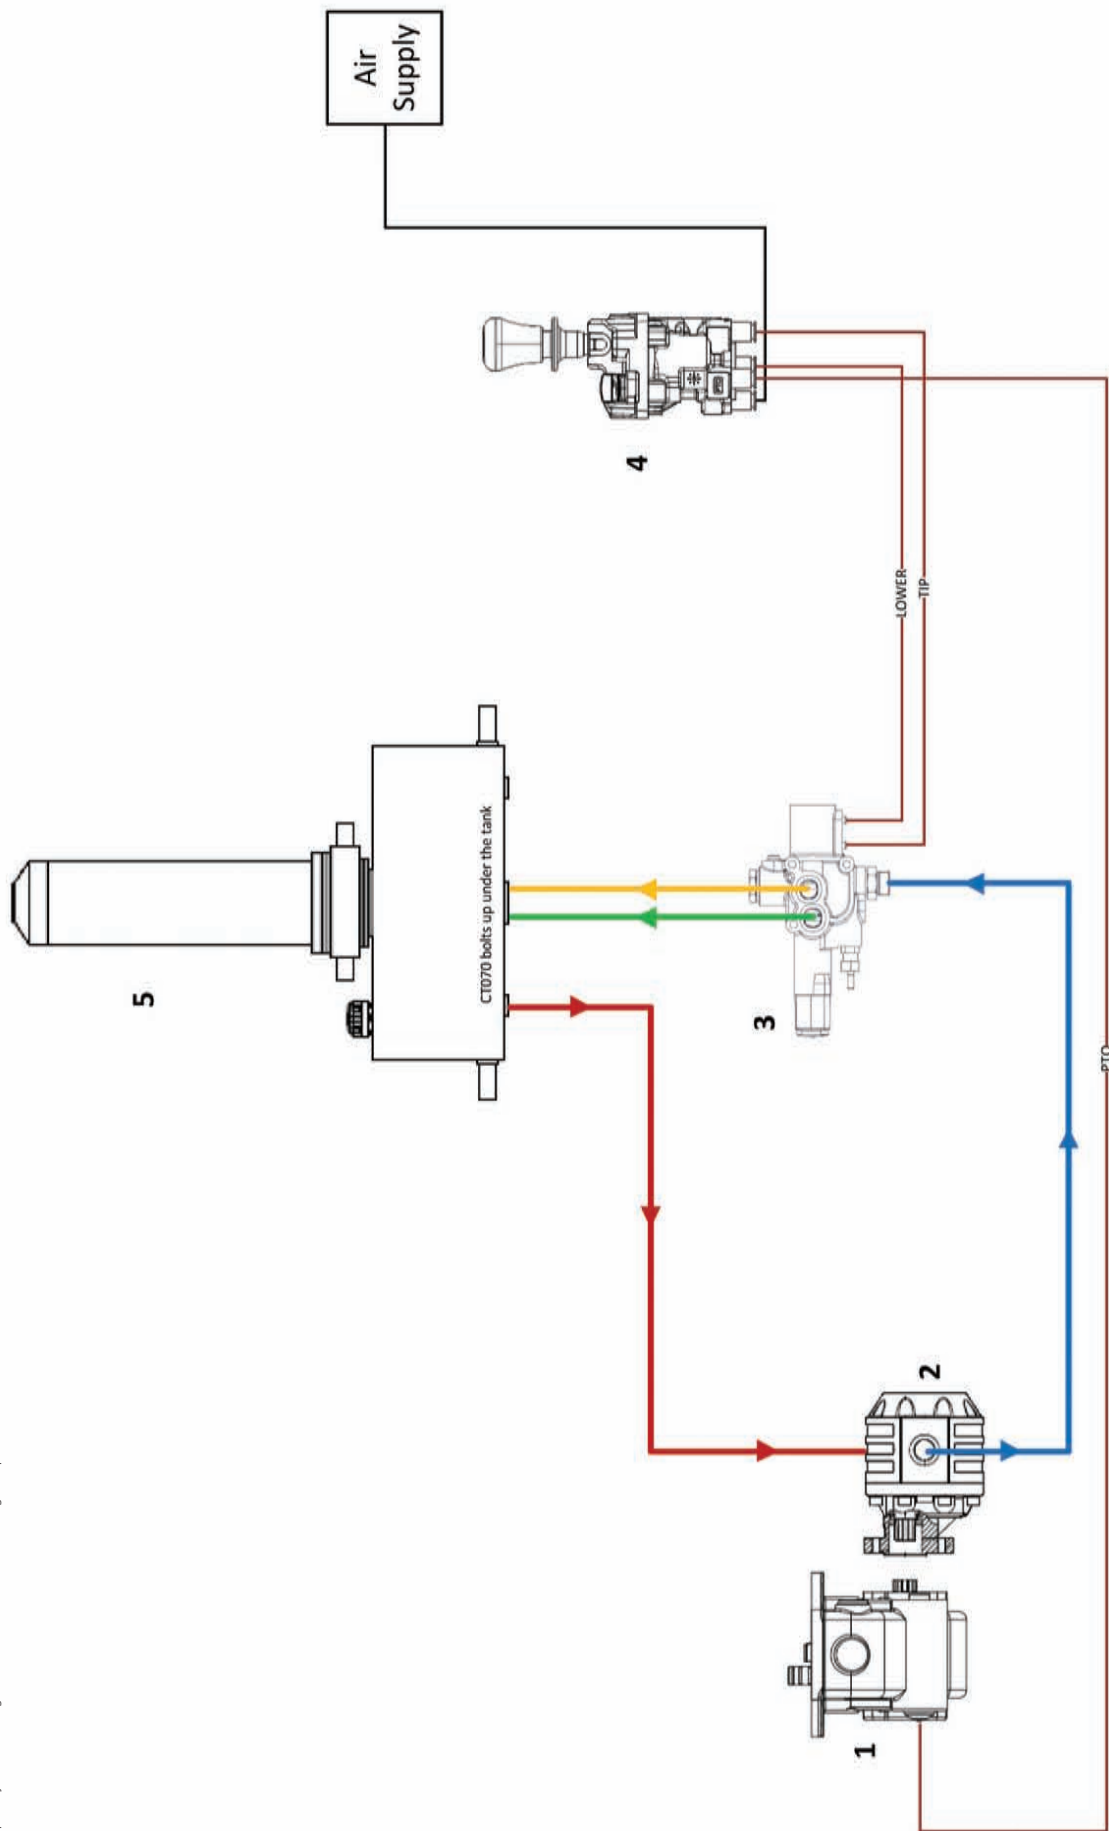 Air
Supply
4
LOWER
TIP
5
CT070 bolts up under the tank
3
PTO
2
1